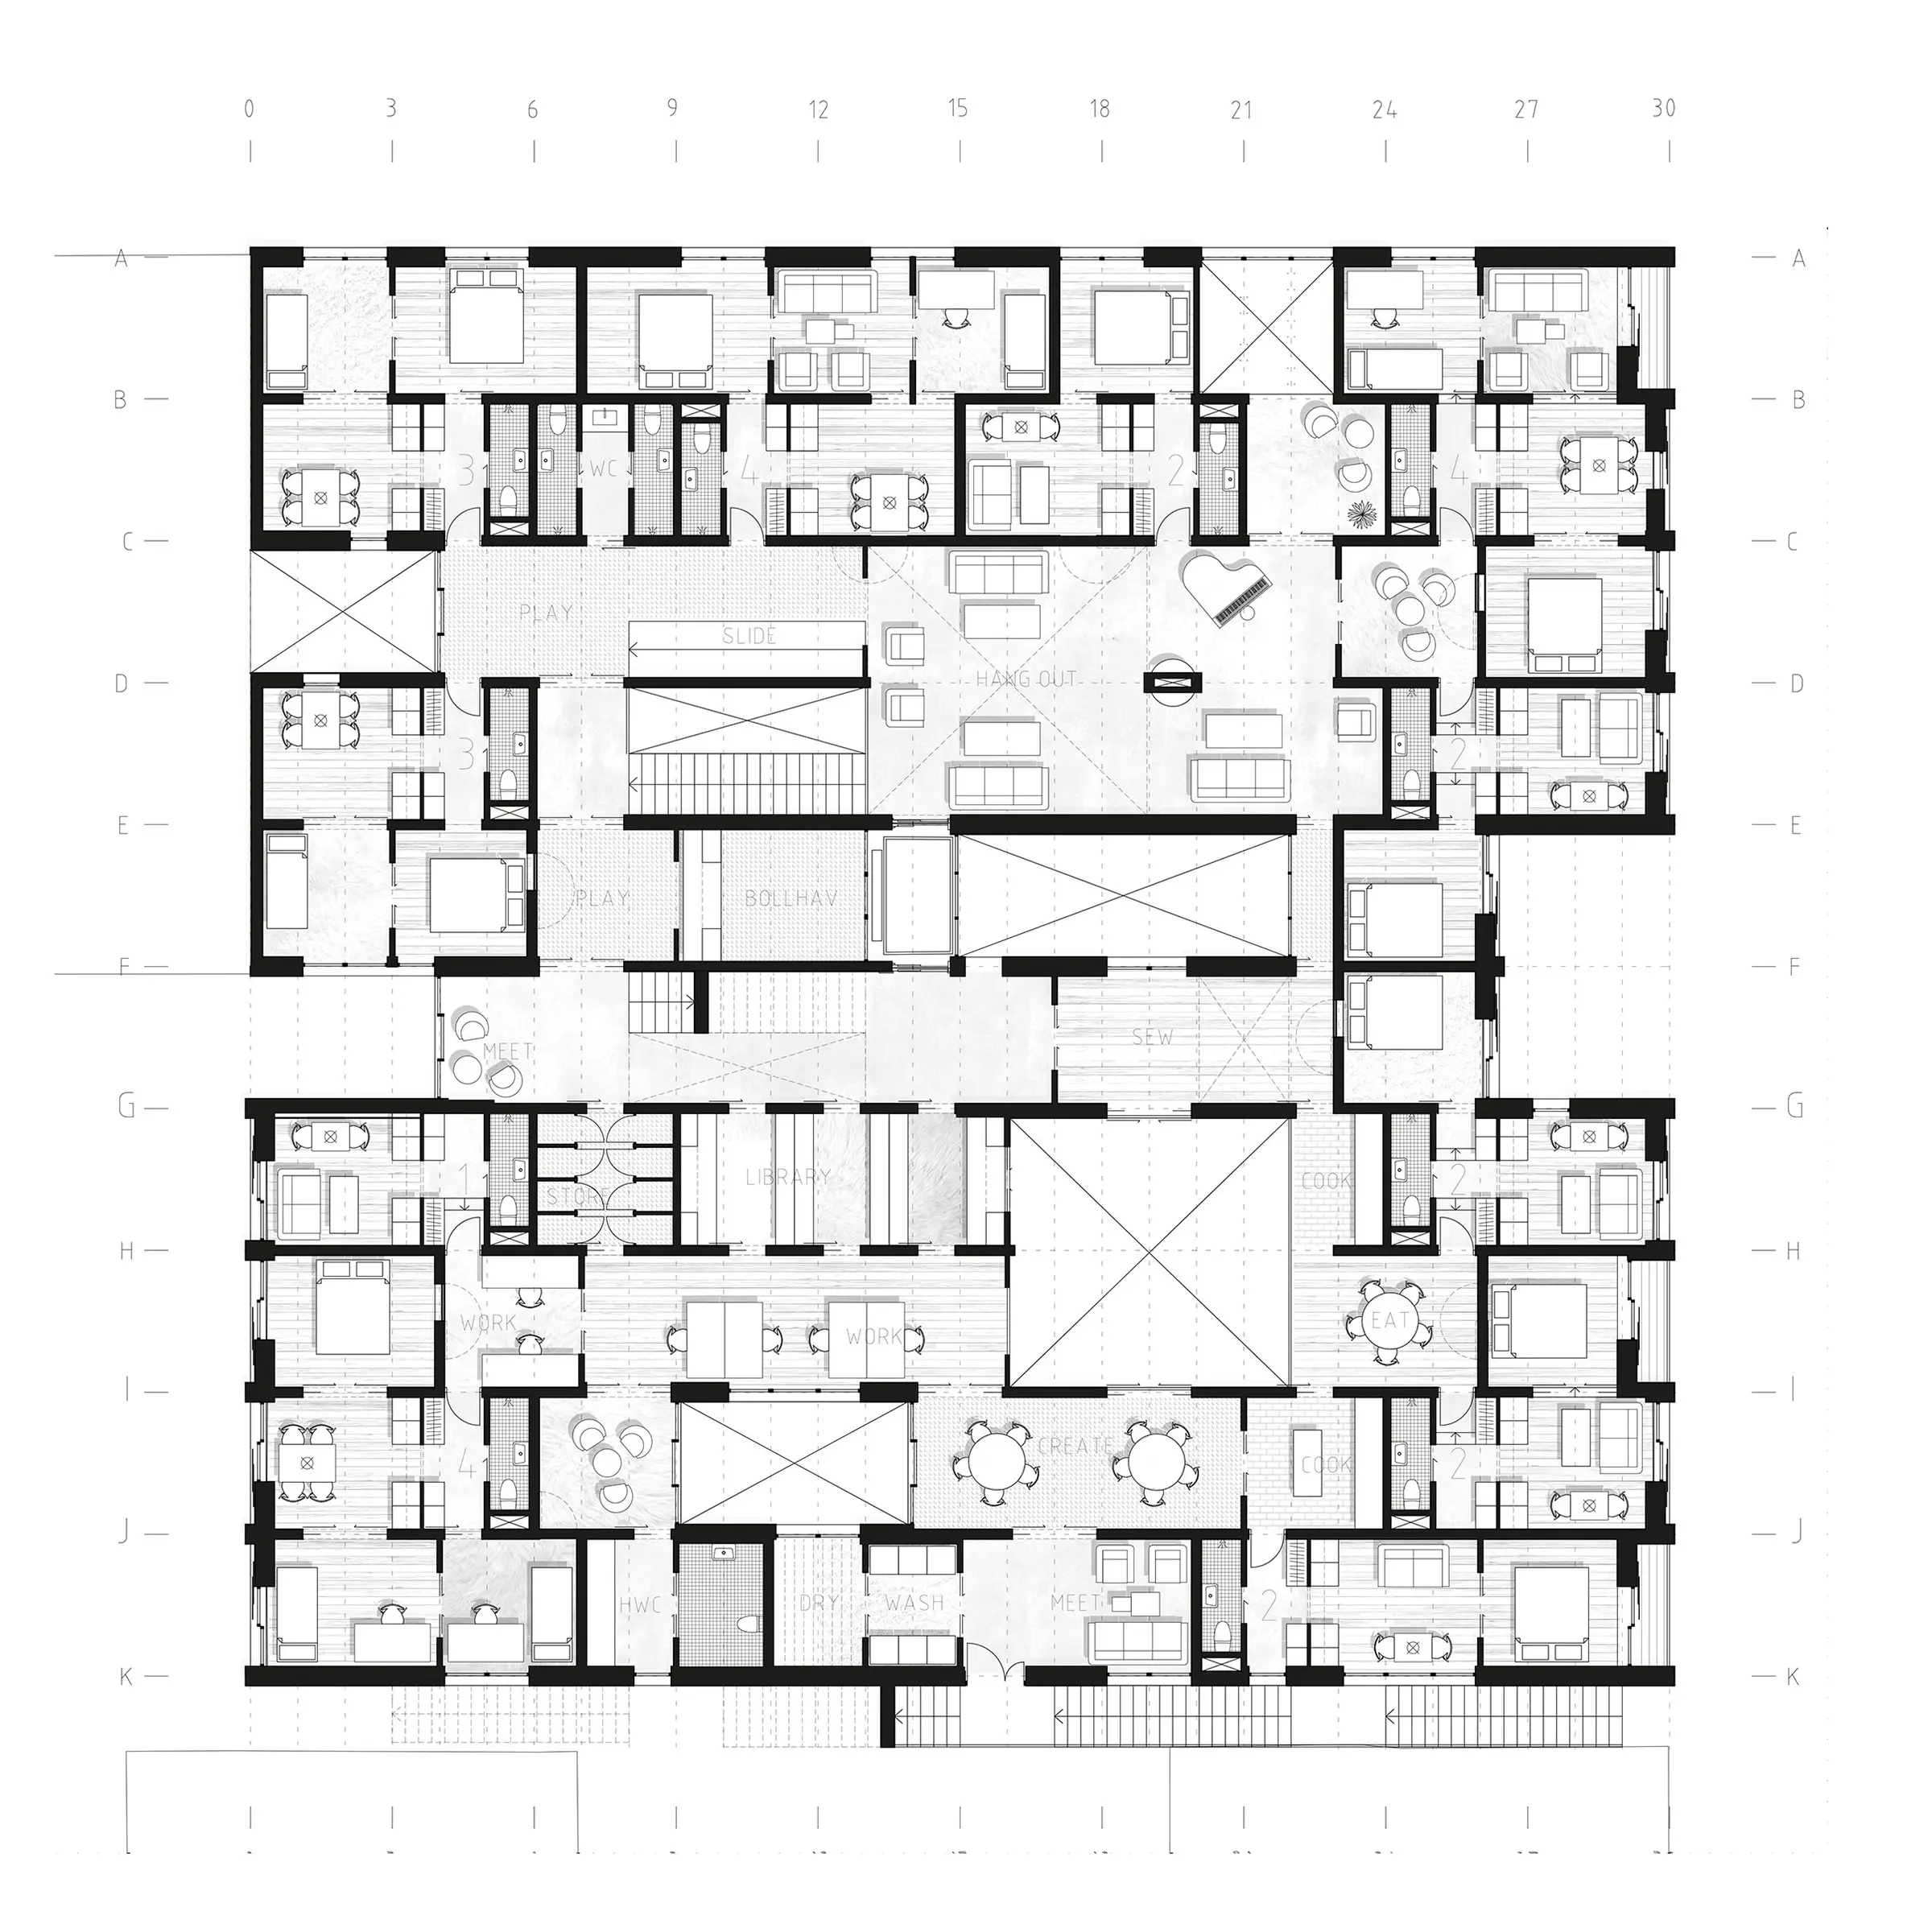 0 3 6 9 12 15 18 21 24 27 30
A A
B B
3 WC 4 2 4
C C
PLAY
SLIDE
D HANG OUT D
3 2
E E
PLAY BOLLHAV
F F
SEW
MEET
G G
1 LIBRARY COOK 2
STORE
H H
WORK WORK EAT
I I
CREATE
4 COOK 2
J J
HWC DRY WASH MEET 2
K K